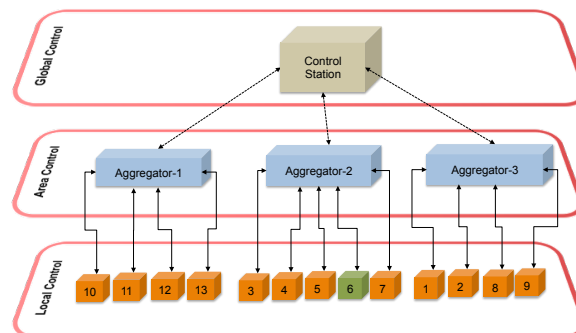 Global Control
Control
Station
Area Control
Aggregator-1
Aggregator-2
Aggregator-3
Local Control
10
11
12
13
3
4
5
6
7
1
2
8
9